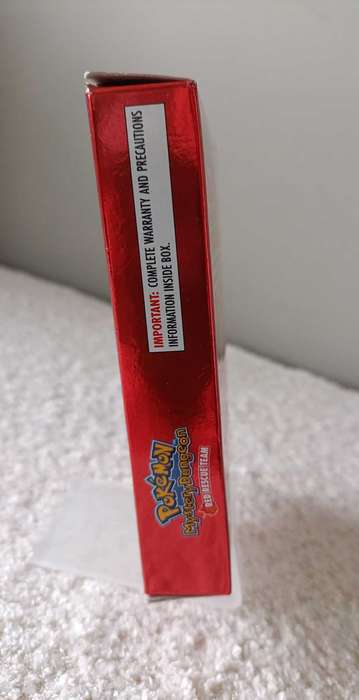 IMPORTANT: COMPLETE WARRANTY AND PRECAUTIONS
INFORMATION INSIDE BOX.
POKéMON
Mystery Dungeon
RED RESCUE TEAM